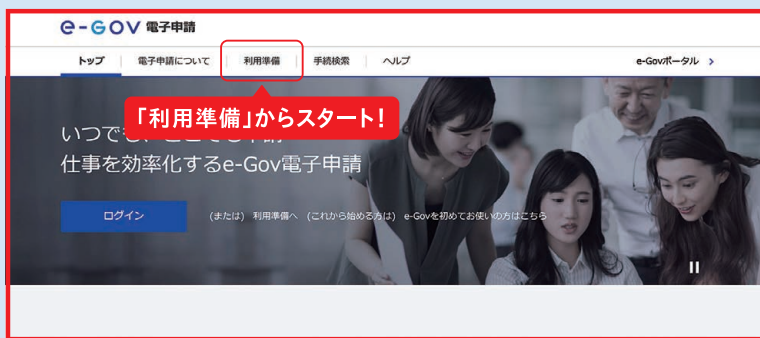 e-GOV 電子申請
トップ 電子申請について 利用準備 手続検索 ヘルプ e-Govポータル >
「利用準備」からスタート!
いつで
仕事を効率化するe-Gov電子申請
ログイン (または) 利用準備へ (これから始める方は) e-Govを初めてお使いの方はこちら